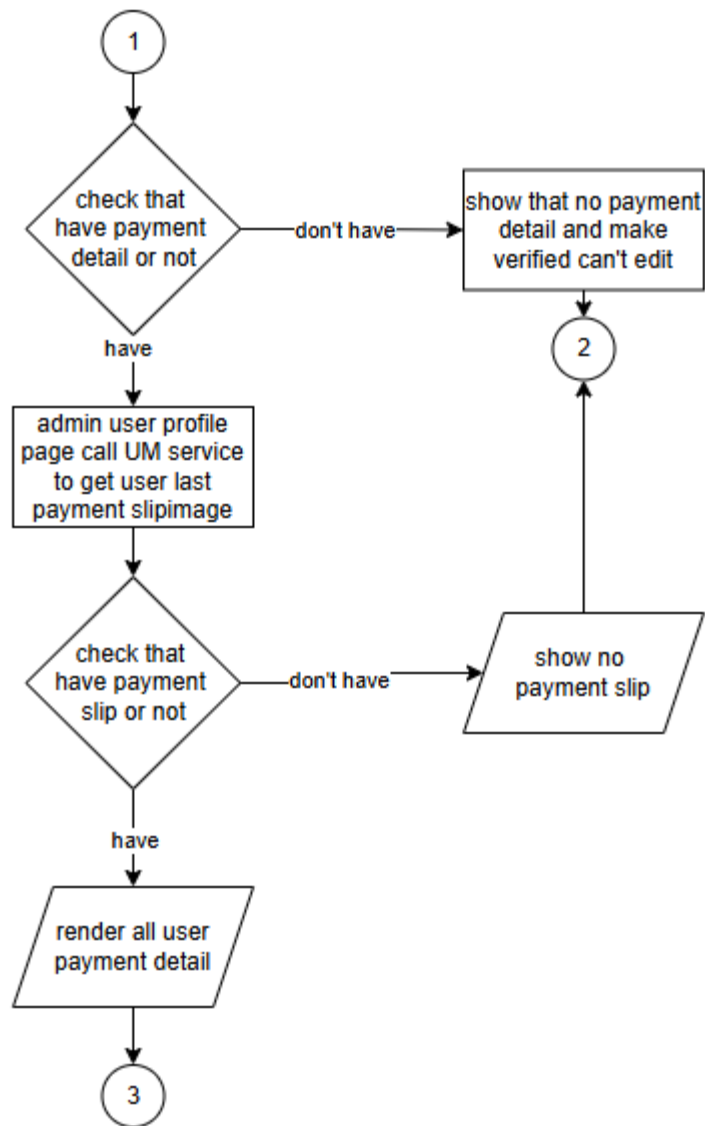 1
check that
have payment
detail or not
don't have
show that no payment
detail and make
verified can't edit
2
have
admin user profile
page call UM service
to get user last
payment slipimage
check that
have payment
slip or not
don't have
show no
payment slip
have
render all user
payment detail
3